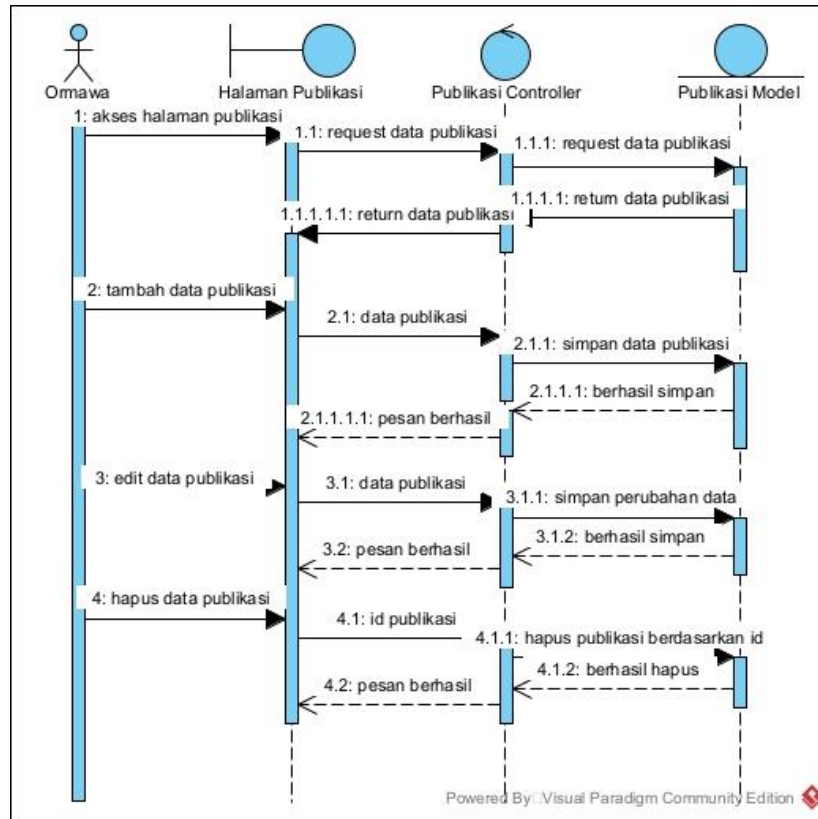 Ornawa
Halaman Publikasi
Publikasi Controller
Publikasi Model
1: akses halaman publikasi
1.1: request data publikasi
1.1.1: request data publikasi
1.1.1.1: return data publikasi
1.1.1.1.1: return data publikasi
2: tambah data publikasi
2.1: data publikasi
2.1.1: simpan data publikasi
2.1.1.1: berhasil simpan
2.1.1.1.1: pesan berhasil
3: edit data publikasi
3.1: data publikasi
3.1.1: simpan perubahan data
3.1.2: berhasil simpan
3.2: pesan berhasil
4: hapus data publikasi
4.1: id publikasi
4.1.1: hapus publikasi berdasarkan id
4.1.2: berhasil hapus
4.2: pesan berhasil
Powered By Visual Paradigm Community Edition